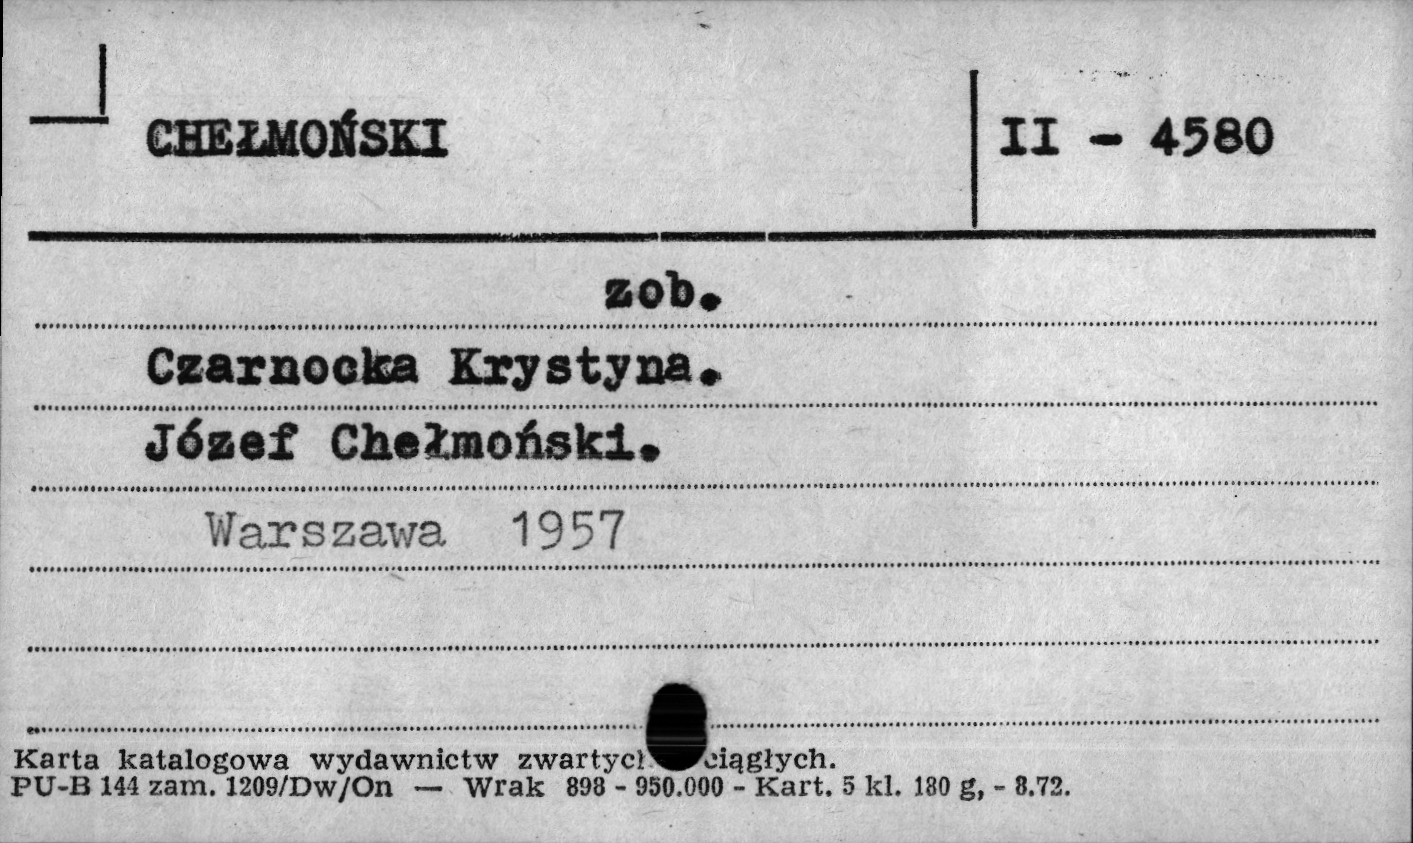 CHEŁMOŃSKI
II - 4580
zob.
Czarnocka Krystyna.
Józef Chełmoński.
Warszawa 1957
Karta katalogowa wydawnictw zwartych ciągłych.
PU-B 144 zam. 1209/Dw/On — Wrak 898 - 950.000 - Kart. 5 kl. 180 g, - 8.72.